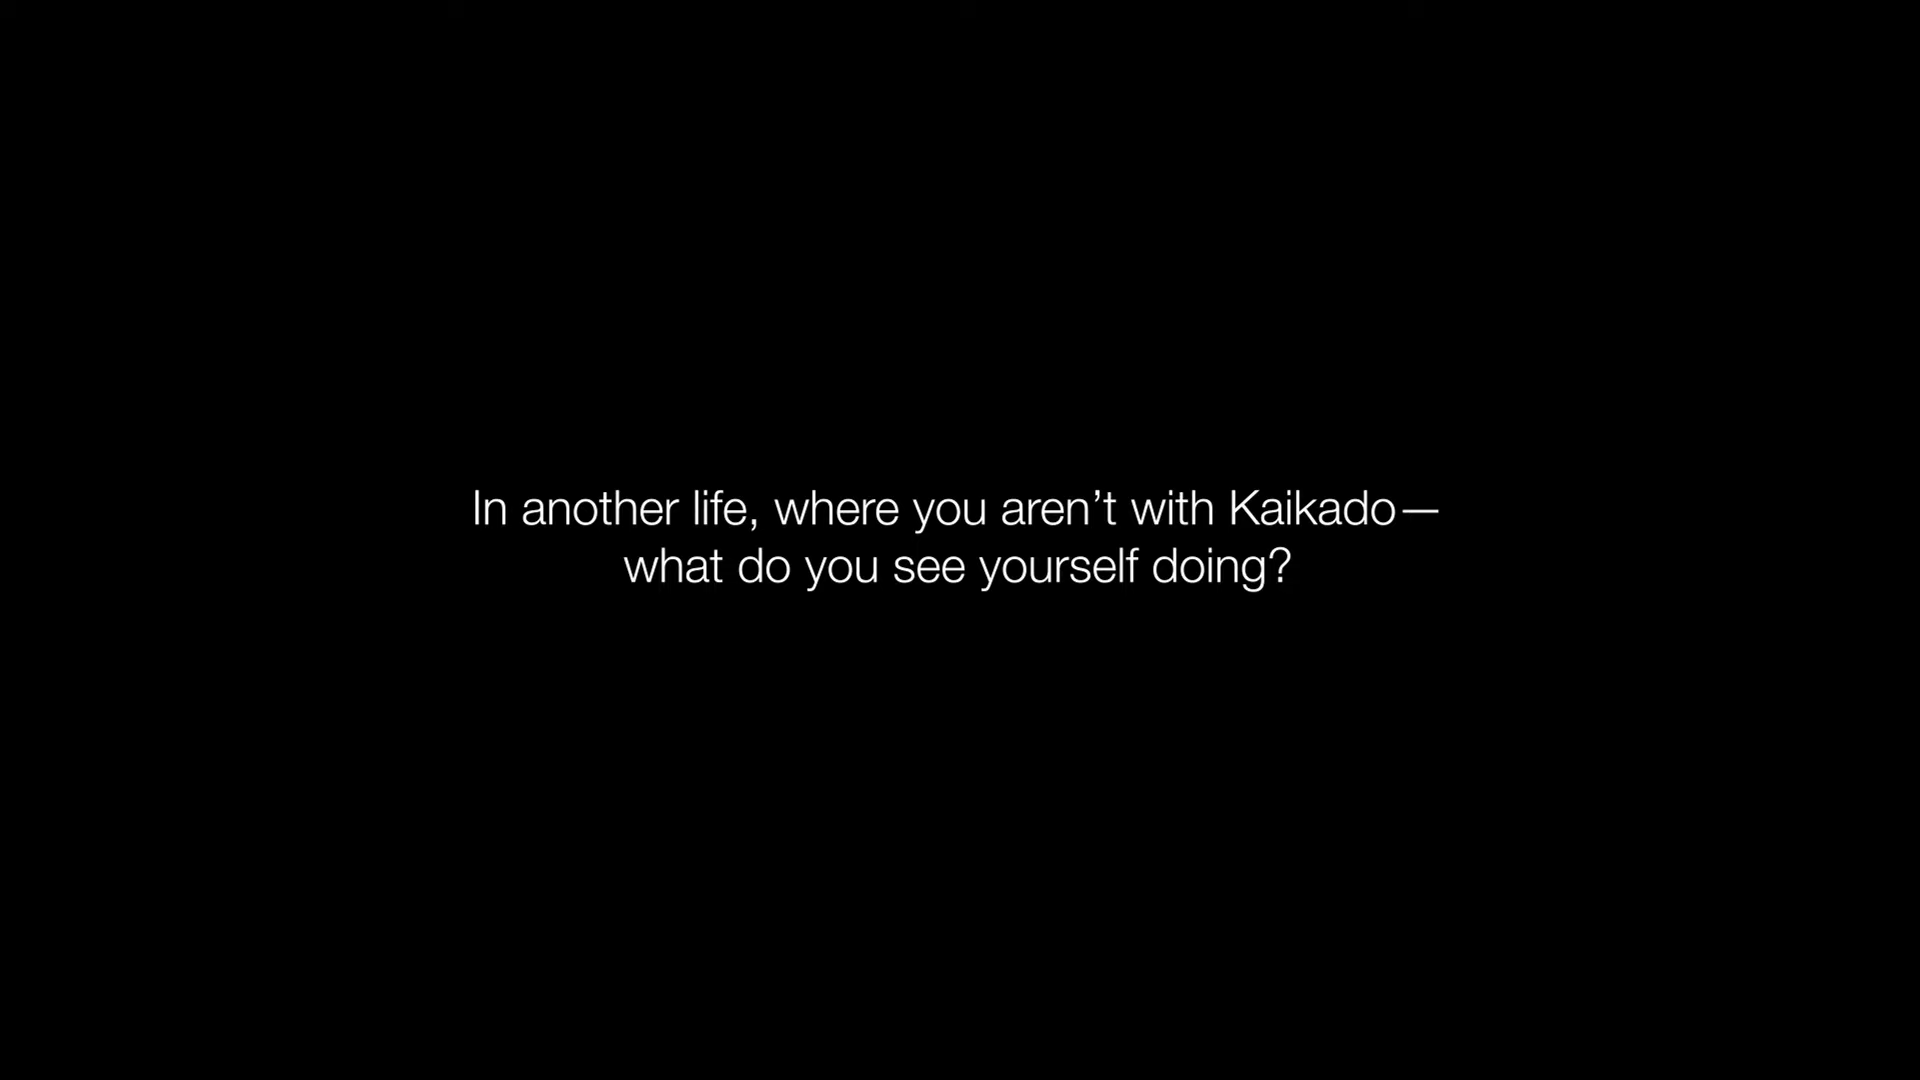 In another life, where you aren’t with Kaikado—
what do you see yourself doing?